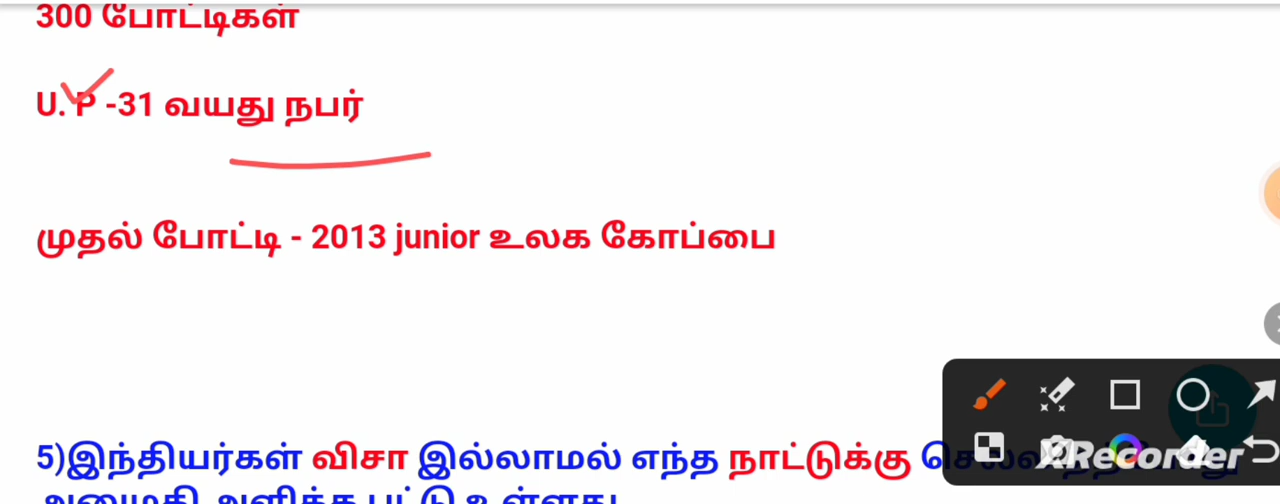 300 போட்டிகள்
U. P -31 வயது நபர்
முதல் போட்டி - 2013 junior உலக கோப்பை
5)இந்தியர்கள் விசா இல்லாமல் எந்த நாட்டுக்கு
XRecorder